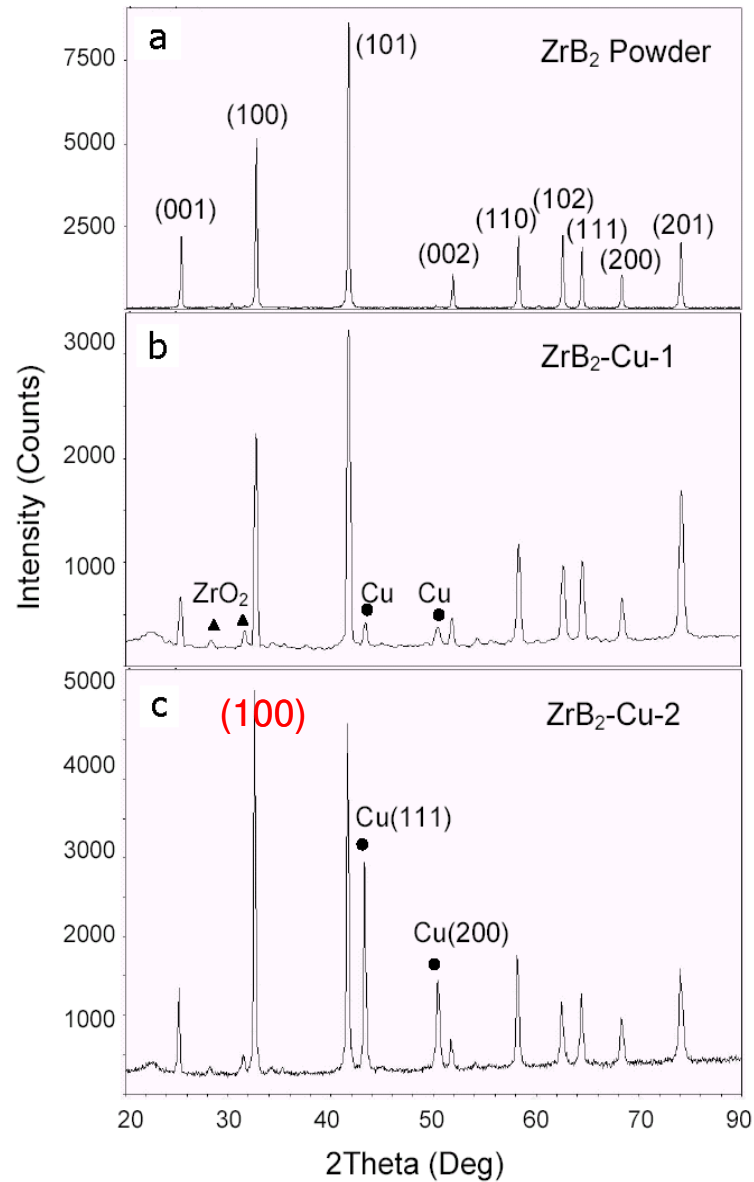 a
ZrB₂ Powder
7500
5000
2500
(001)
(100)
(101)
(002)
(110)
(102)
(111)
(200)
(201)
b
ZrB₂-Cu-1
3000
2000
1000
ZrO₂
Cu
Cu
Intensity (Counts)
c
ZrB₂-Cu-2
5000
4000
3000
2000
1000
(100)
Cu(111)
Cu(200)
20 30 40 50 60 70 80 90
2Theta (Deg)